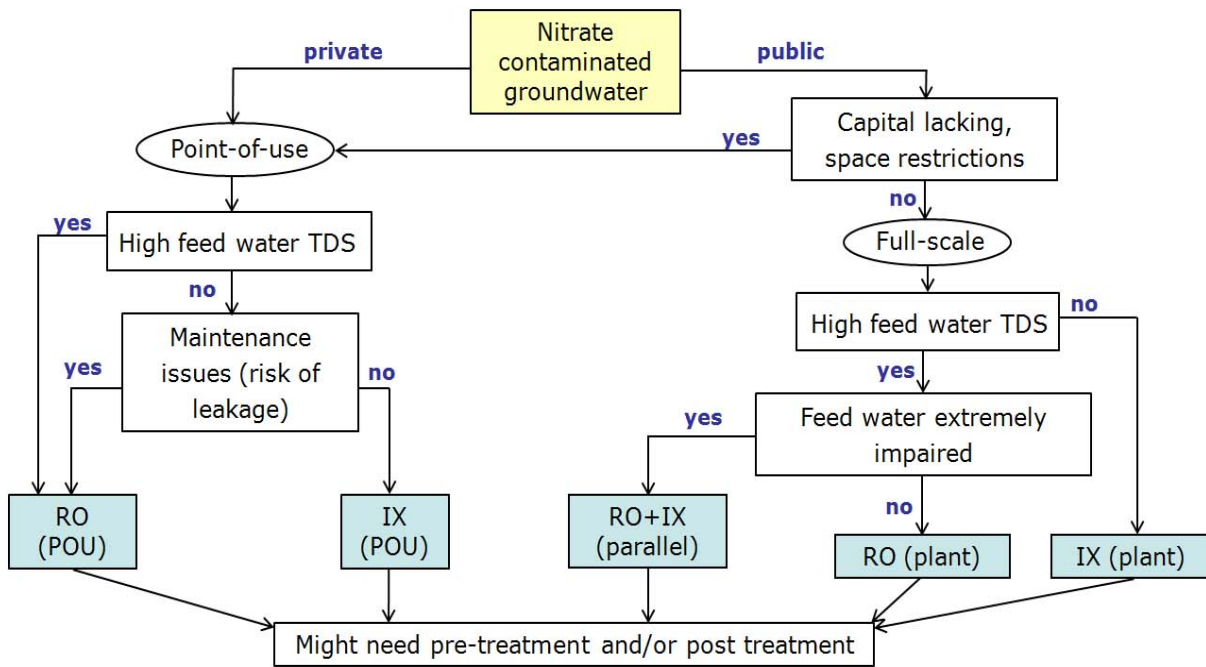 Nitrate
contaminated
groundwater
private
public
Point-of-use
yes
Capital lacking,
space restrictions
no
yes
High feed water TDS
Full-scale
no
no
High feed water TDS
Maintenance
issues (risk of
leakage)
yes
no
yes
yes
Feed water extremely
impaired
no
RO
(POU)
IX
(POU)
RO+IX
(parallel)
RO (plant)
IX (plant)
Might need pre-treatment and/or post treatment